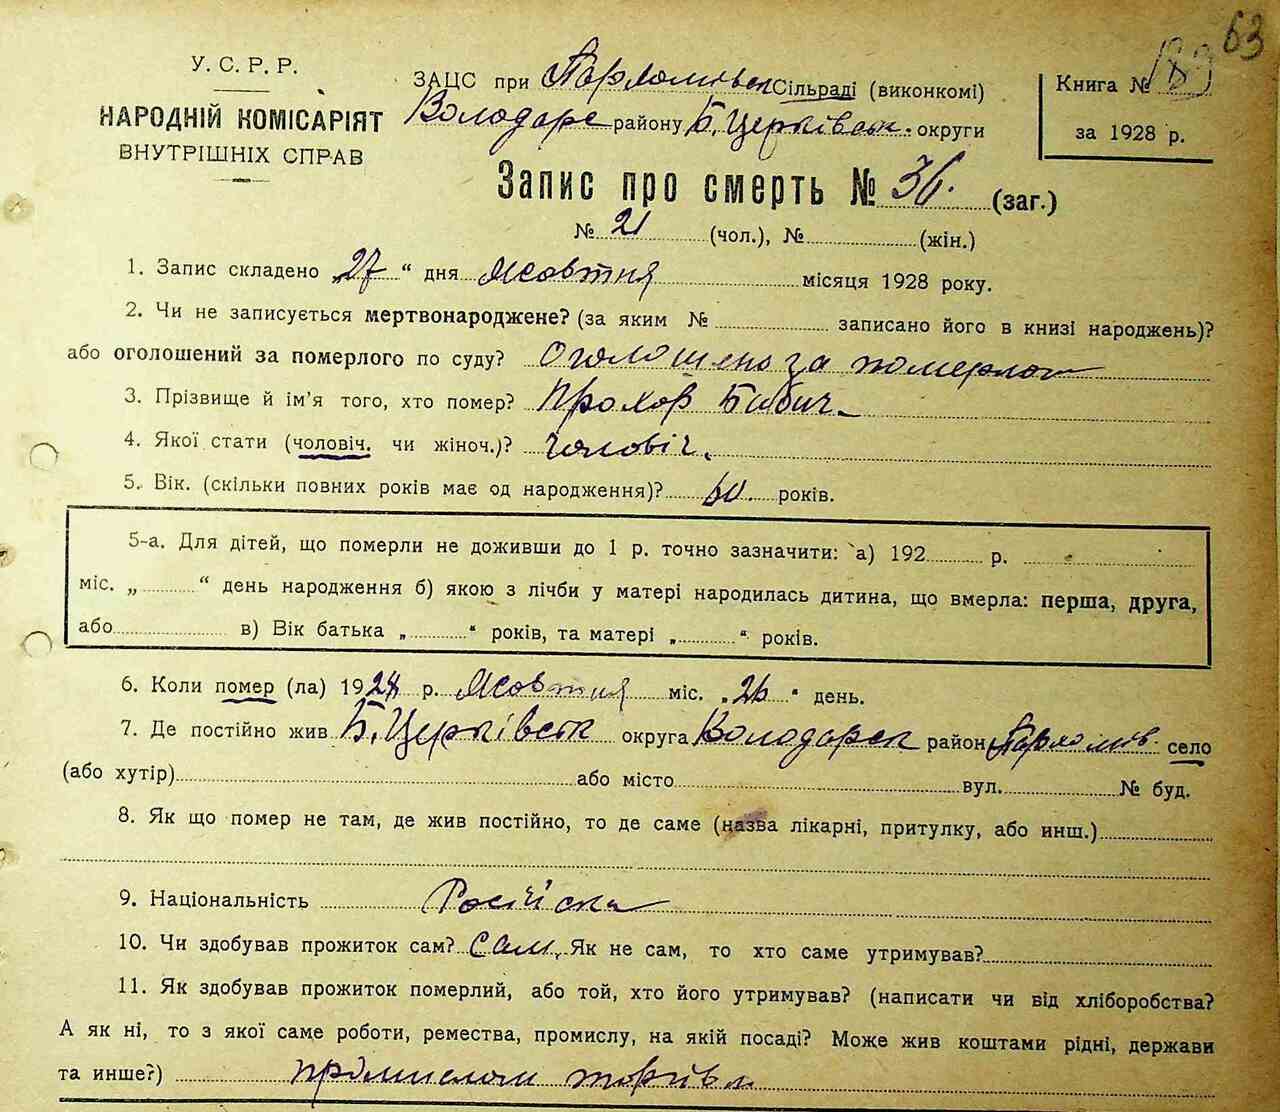 63
У. С. Р. Р.
НАРОДНІЙ КОМІСАРІЯТ
ВНУТРІШНІХ СПРАВ
ЗАЦС при Пархомівськ Сільраді (виконкомі)
Володарс району Б. Церківськ. округи
Книга №
за 1928 р.
Запис про смерть № 36. (заг.)
№ 21 (чол.), № (жін.)
1. Запис складено „27“ дня Жовтня місяця 1928 року.
2. Чи не записується мертвонароджене? (за яким № записано його в книзі народжень)?
або оголошений за померлого по суду? оголошено за померлого
3. Прізвище й ім'я того, хто помер? Прохор Бибич
4. Якої стати (чоловіч. чи жіноч.)? чоловіч.
5. Вік. (скільки повних років має од народження)? 60 років.
5-а. Для дітей, що померли не доживши до 1 р. точно зазначити: а) 192 р.
міс. „ “ день народження б) якою з лічби у матері народилась дитина, що вмерла: перша, друга,
або в) Вік батька „ “ років, та матері „ “ років.
6. Коли помер (ла) 1928 р. Жовтня міс. „26“ день.
7. Де постійно жив Б. Церківськ округа Володарськ район Пархомів. село
(або хутір) або місто вул. № буд.
8. Як що помер не там, де жив постійно, то де саме (назва лікарні, притулку, або инш.)
9. Національність Російска
10. Чи здобував прожиток сам? Сам. Як не сам, то хто саме утримував?
11. Як здобував прожиток померлий, або той, хто його утримував? (написати чи від хліборобства?
А як ні, то з якої саме роботи, ремества, промислу, на якій посаді? Може жив коштами рідні, держави
та инше?) промислом торгівли